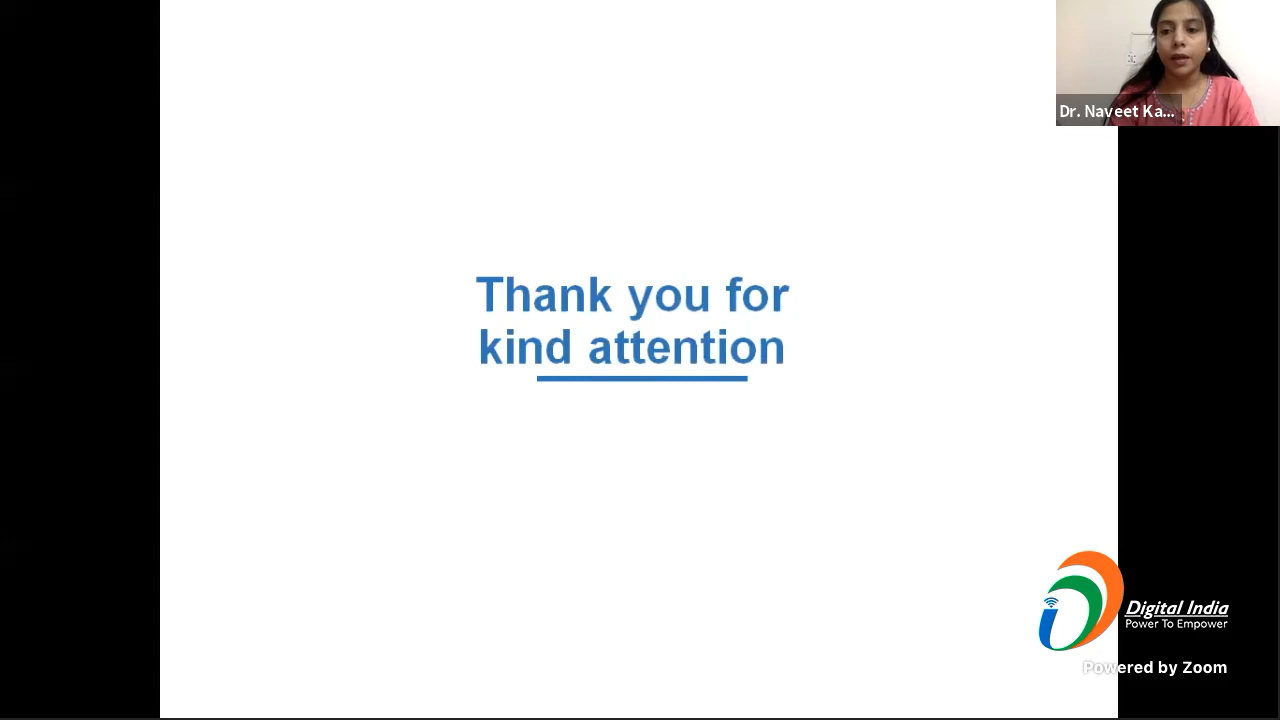 Dr. Naveet Ka...
Thank you for
kind attention
Digital India
Power To Empower
Powered by Zoom